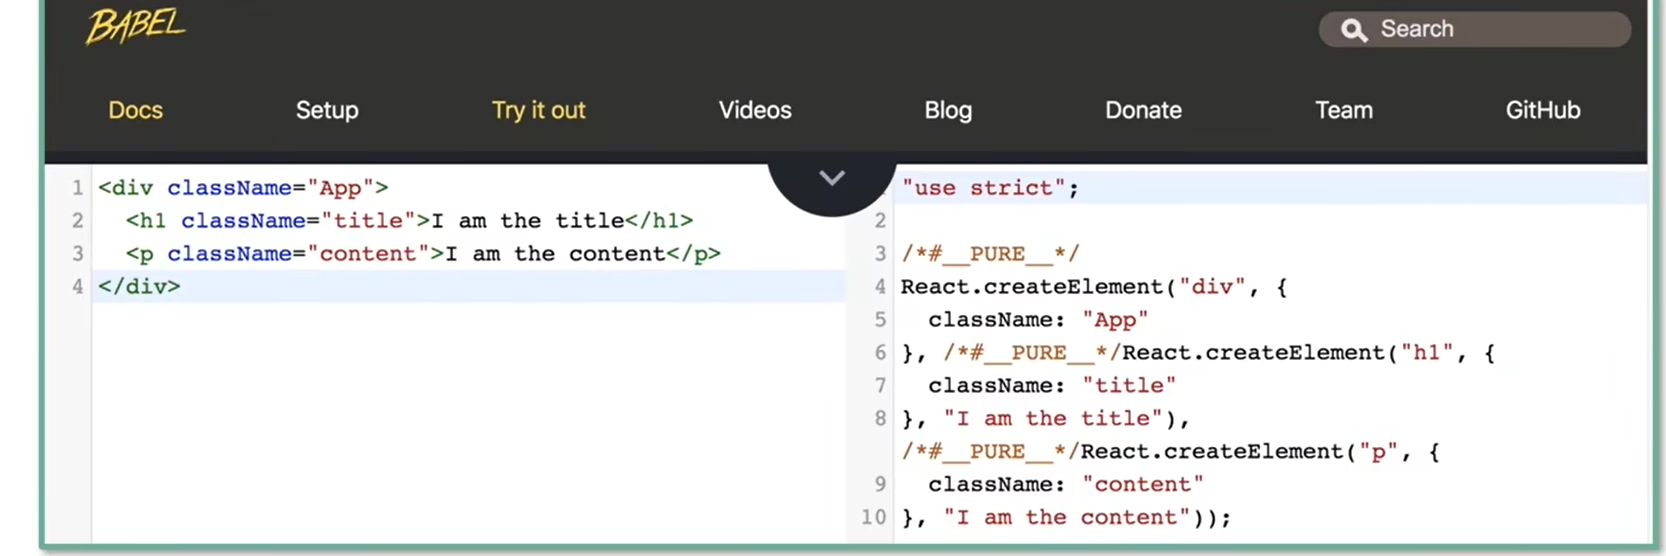 BABEL
Search
Docs Setup Try it out Videos Blog Donate Team GitHub
1 <div className="App">
2   <h1 className="title">I am the title</h1>
3   <p className="content">I am the content</p>
4 </div>
"use strict";
2
3 /*#__PURE__*/
4 React.createElement("div", {
5   className: "App"
6 }, /*#__PURE__*/React.createElement("h1", {
7   className: "title"
8 }, "I am the title"),
/*#__PURE__*/React.createElement("p", {
9   className: "content"
10 }, "I am the content"));